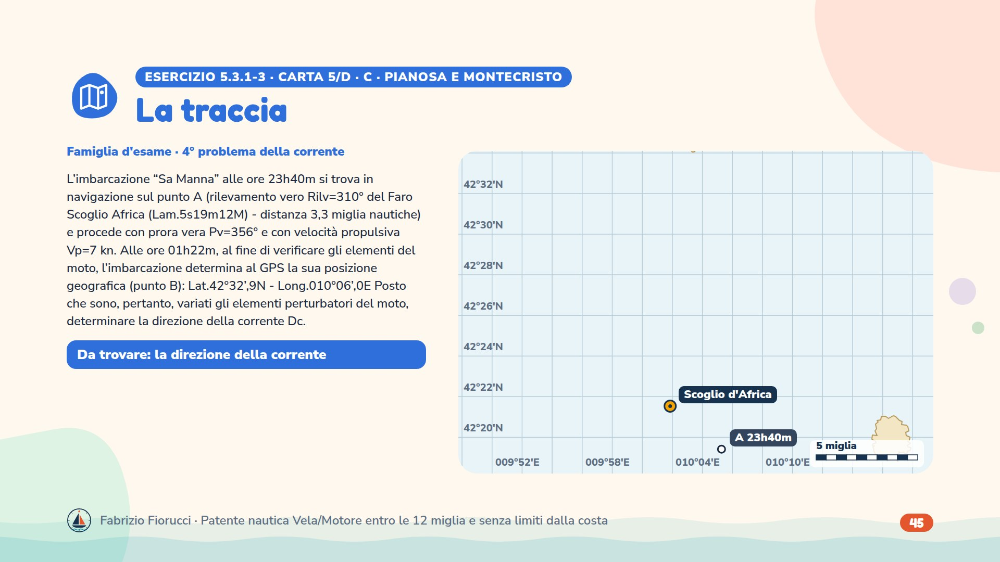 ESERCIZIO 5.3.1-3 · CARTA 5/D · C · PIANOSA E MONTECRISTO
La traccia
Famiglia d'esame · 4° problema della corrente
L’imbarcazione “Sa Manna” alle ore 23h40m si trova in
navigazione sul punto A (rilevamento vero Rilv=310° del Faro
Scoglio Africa (Lam.5s19m12M) - distanza 3,3 miglia nautiche)
e procede con prora vera Pv=356° e con velocità propulsiva
Vp=7 kn. Alle ore 01h22m, al fine di verificare gli elementi del
moto, l’imbarcazione determina al GPS la sua posizione
geografica (punto B): Lat.42°32’,9N - Long.010°06’,0E Posto
che sono, pertanto, variati gli elementi perturbatori del moto,
determinare la direzione della corrente Dc.
Da trovare: la direzione della corrente
42°32'N
42°30'N
42°28'N
42°26'N
42°24'N
42°22'N
Scoglio d'Africa
42°20'N
A 23h40m
5 miglia
009°52'E
009°58'E
010°04'E
010°10'E
Fabrizio Fiorucci · Patente nautica Vela/Motore entro le 12 miglia e senza limiti dalla costa
45